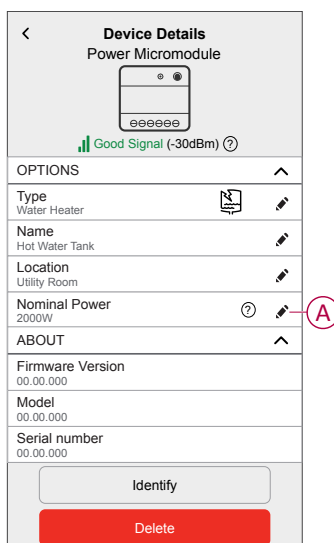 Device Details
Power Micromodule
Good Signal (-30dBm) ?
OPTIONS
Type
Water Heater
Name
Hot Water Tank
Location
Utility Room
Nominal Power
2000W
?
A
ABOUT
Firmware Version
00.00.000
Model
00.00.000
Serial number
00.00.000
Identify
Delete